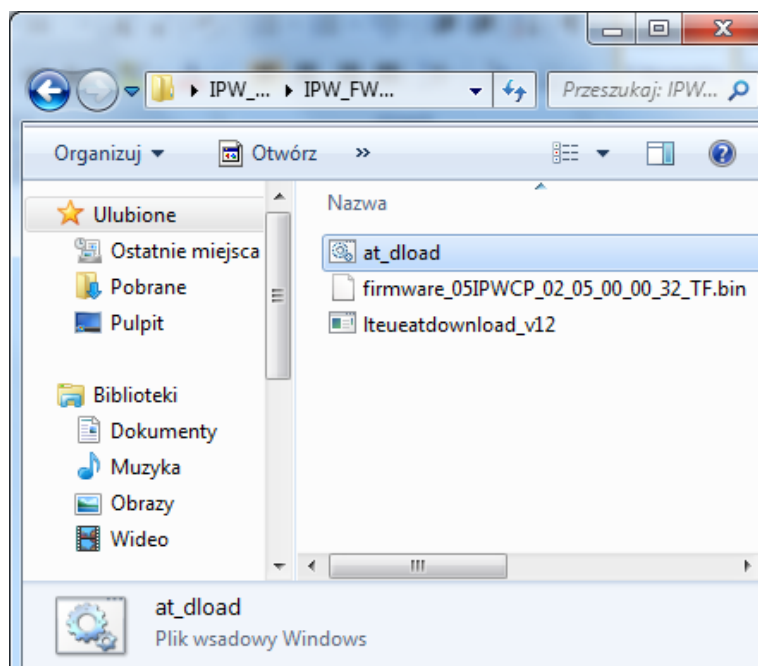 IPW_... IPW_FW... Przeszukaj: IPW...
Organizuj Otwórz »
Ulubione
Ostatnie miejsca
Pobrane
Pulpit
Biblioteki
Dokumenty
Muzyka
Obrazy
Wideo
Nazwa
at_dload
firmware_05IPWCP_02_05_00_00_32_TF.bin
lteueatdownload_v12
at_dload
Plik wsadowy Windows